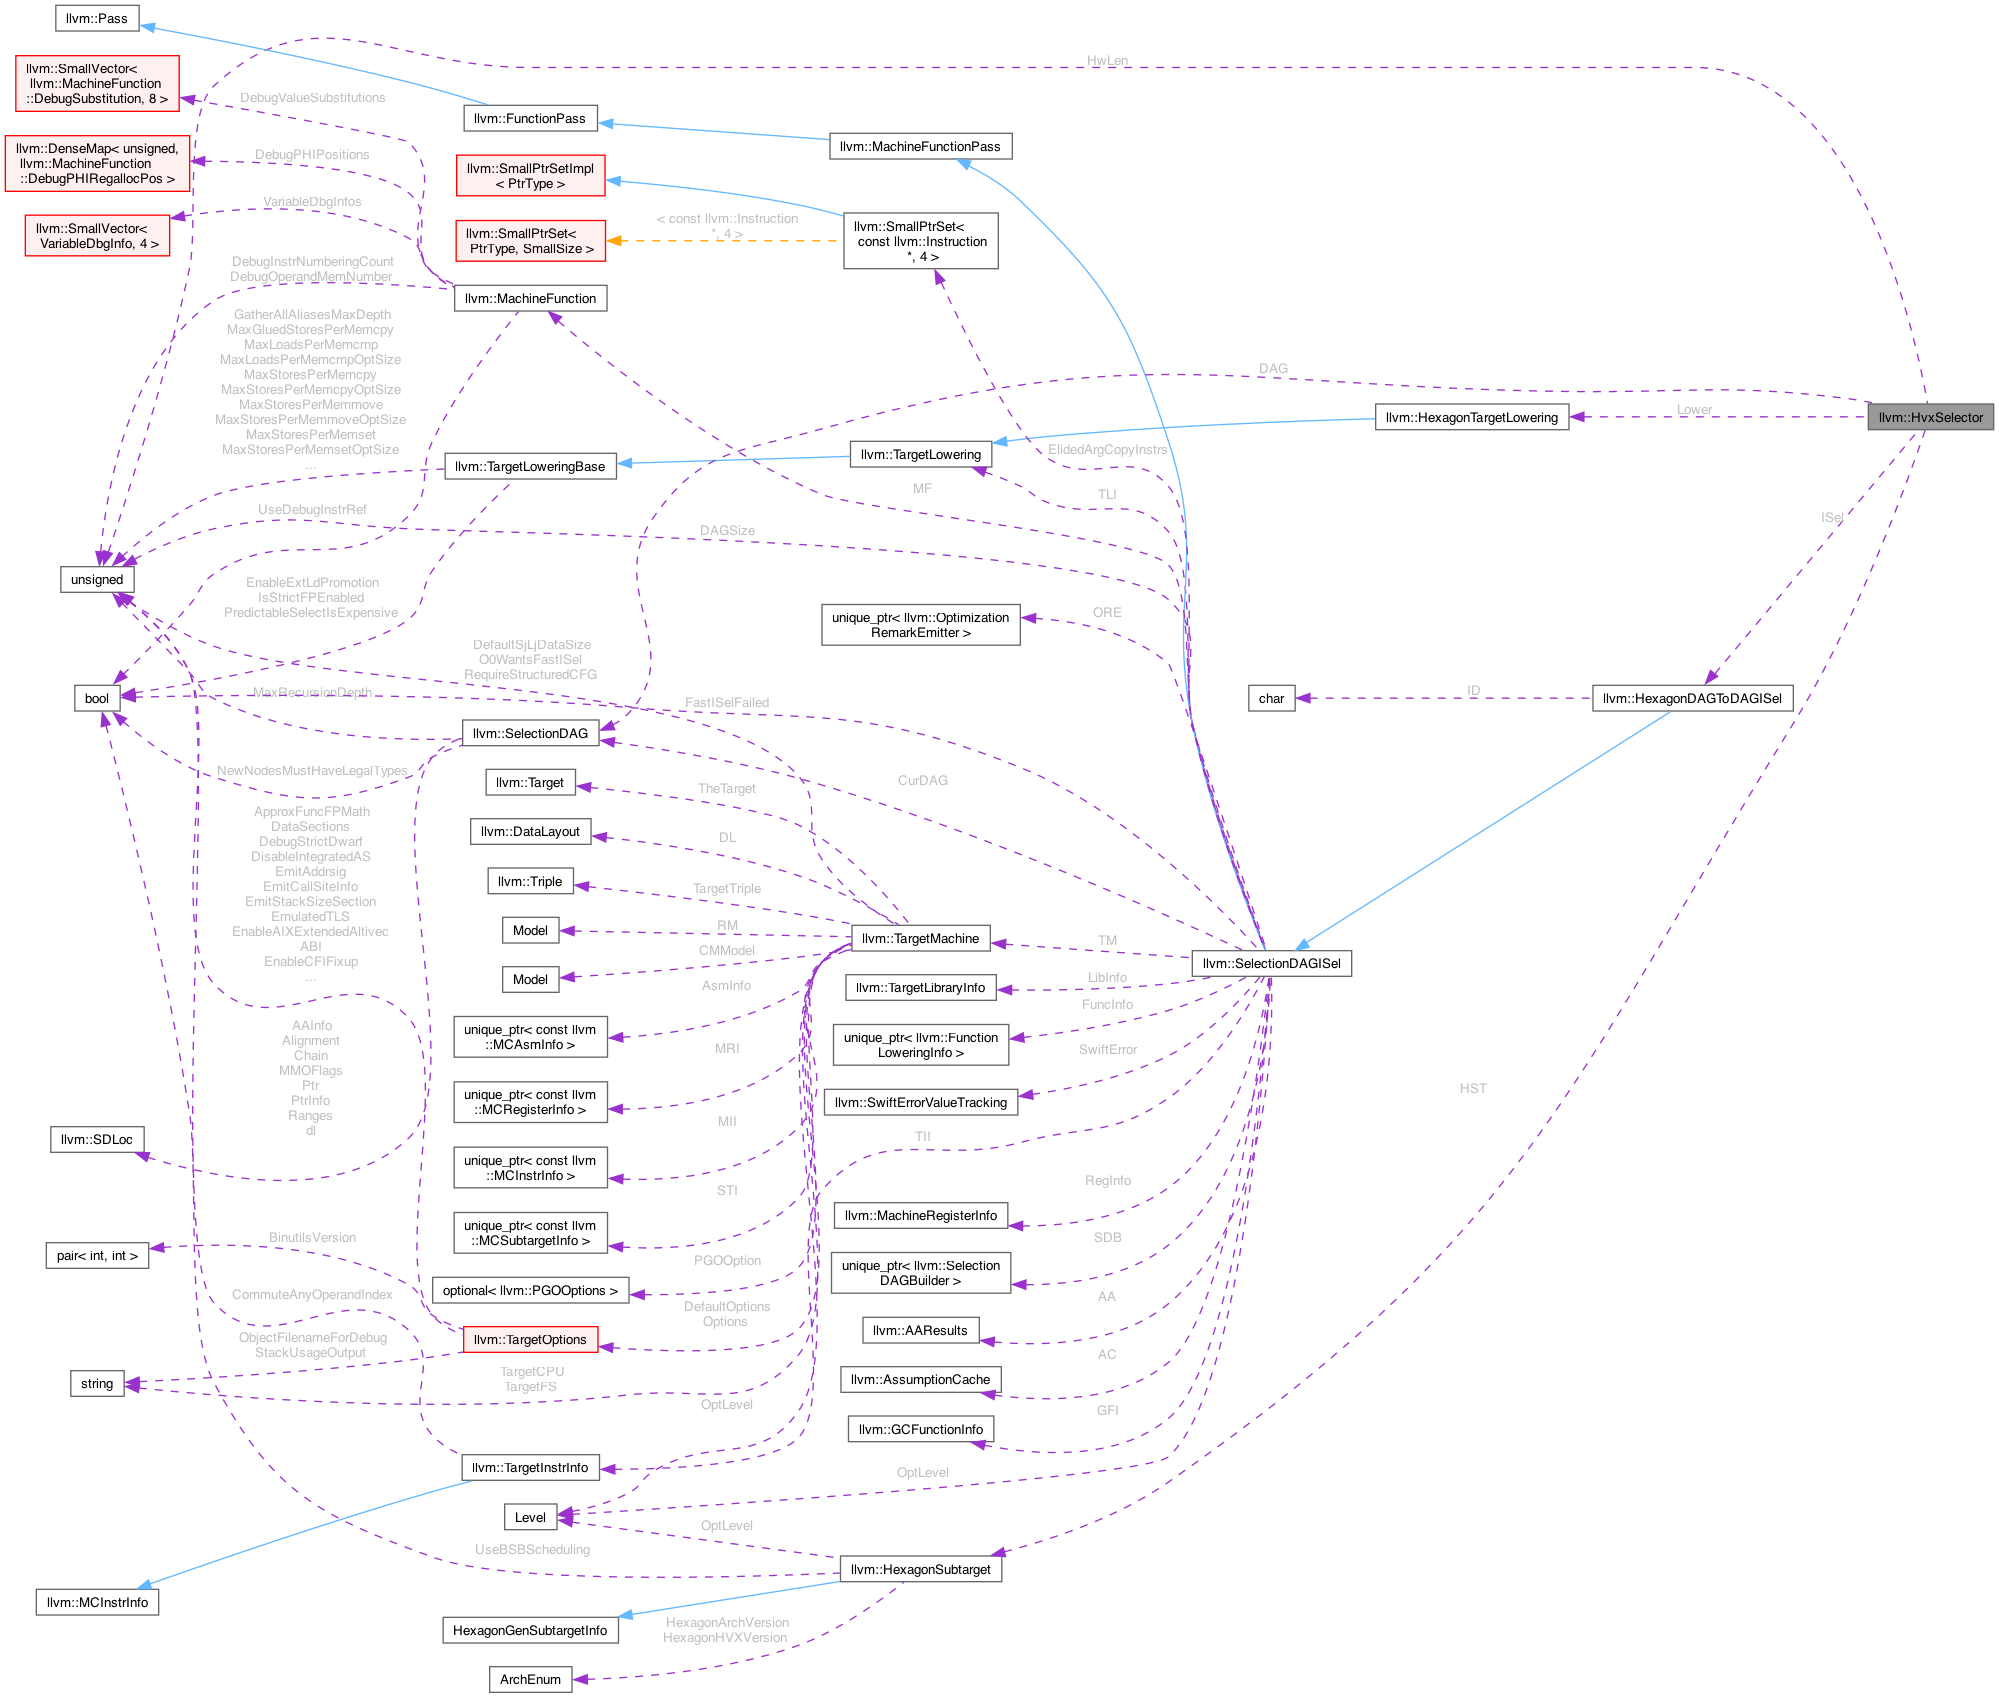 llvm::Pass
llvm::SmallVector<
llvm::MachineFunction
::DebugSubstitution, 8 >
HwLen
DebugValueSubstitutions
llvm::FunctionPass
llvm::DenseMap< unsigned,
llvm::MachineFunction
::DebugPHIRegallocPos >
DebugPHIPositions
llvm::MachineFunctionPass
llvm::SmallPtrSetImpl
< PtrType >
VariableDbgInfos
llvm::SmallVector<
VariableDbgInfo, 4 >
llvm::SmallPtrSet<
PtrType, SmallSize >
< const llvm::Instruction
*, 4 >
llvm::SmallPtrSet<
const llvm::Instruction
*, 4 >
DebugInstrNumberingCount
DebugOperandMemNumber
llvm::MachineFunction
GatherAllAliasesMaxDepth
MaxGluedStoresPerMemcpy
MaxLoadsPerMemcmp
MaxLoadsPerMemcmpOptSize
MaxStoresPerMemcpy
MaxStoresPerMemcpyOptSize
MaxStoresPerMemmove
MaxStoresPerMemmoveOptSize
MaxStoresPerMemset
MaxStoresPerMemsetOptSize
...
DAG
llvm::HexagonTargetLowering
Lower
llvm::HvxSelector
llvm::TargetLoweringBase
llvm::TargetLowering
ElidedArgCopyInstrs
MF
TLI
UseDebugInstrRef
DAGSize
ISel
unsigned
EnableExtLdPromotion
IsStrictFPEnabled
PredictableSelectIsExpensive
unique_ptr< llvm::Optimization
RemarkEmitter >
ORE
DefaultSjLjDataSize
O0WantsFastISel
RequireStructuredCFG
bool
MaxRecursionDepth
FastISelFailed
char
ID
llvm::HexagonDAGToDAGISel
llvm::SelectionDAG
NewNodesMustHaveLegalTypes
llvm::Target
TheTarget
CurDAG
ApproxFuncFPMath
DataSections
DebugStrictDwarf
DisableIntegratedAS
EmitAddrsig
EmitCallSiteInfo
EmitStackSizeSection
EmulatedTLS
EnableAIXExtendedAltivec
ABI
EnableCFIFixup
...
llvm::DataLayout
DL
llvm::Triple
TargetTriple
Model
RM
llvm::TargetMachine
TM
Model
CMModel
llvm::SelectionDAGISel
AsmInfo
llvm::TargetLibraryInfo
LibInfo
AAInfo
Alignment
Chain
MMOFlags
Ptr
PtrInfo
Ranges
dl
unique_ptr< const llvm
::MCAsmInfo >
unique_ptr< llvm::Function
LoweringInfo >
FuncInfo
MRI
SwiftError
unique_ptr< const llvm
::MCRegisterInfo >
llvm::SwiftErrorValueTracking
HST
MII
TII
llvm::SDLoc
unique_ptr< const llvm
::MCInstrInfo >
STI
RegInfo
unique_ptr< const llvm
::MCSubtargetInfo >
llvm::MachineRegisterInfo
pair< int, int >
BinutilsVersion
PGOOption
SDB
unique_ptr< llvm::Selection
DAGBuilder >
optional< llvm::PGOOptions >
CommuteAnyOperandIndex
DefaultOptions
Options
AA
llvm::TargetOptions
llvm::AAResults
ObjectFilenameForDebug
StackUsageOutput
AC
string
TargetCPU
TargetFS
llvm::AssumptionCache
OptLevel
GFI
llvm::GCFunctionInfo
llvm::TargetInstrInfo
OptLevel
Level
OptLevel
UseBSBScheduling
llvm::HexagonSubtarget
llvm::MCInstrInfo
HexagonGenSubtargetInfo
HexagonArchVersion
HexagonHVXVersion
ArchEnum